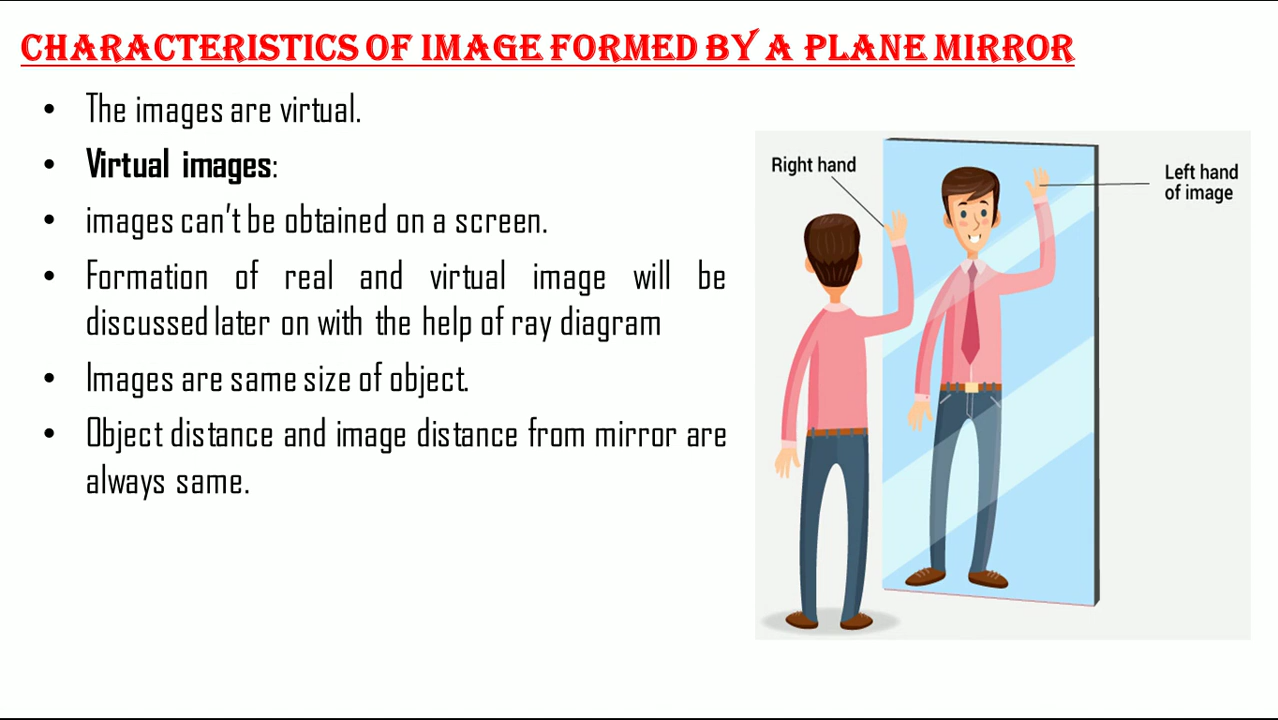 CHARACTERISTICS OF IMAGE FORMED BY A PLANE MIRROR
• The images are virtual.
• Virtual images:
• images can't be obtained on a screen.
• Formation of real and virtual image will be
discussed later on with the help of ray diagram
• Images are same size of object.
• Object distance and image distance from mirror are
always same.
Right hand
Left hand
of image